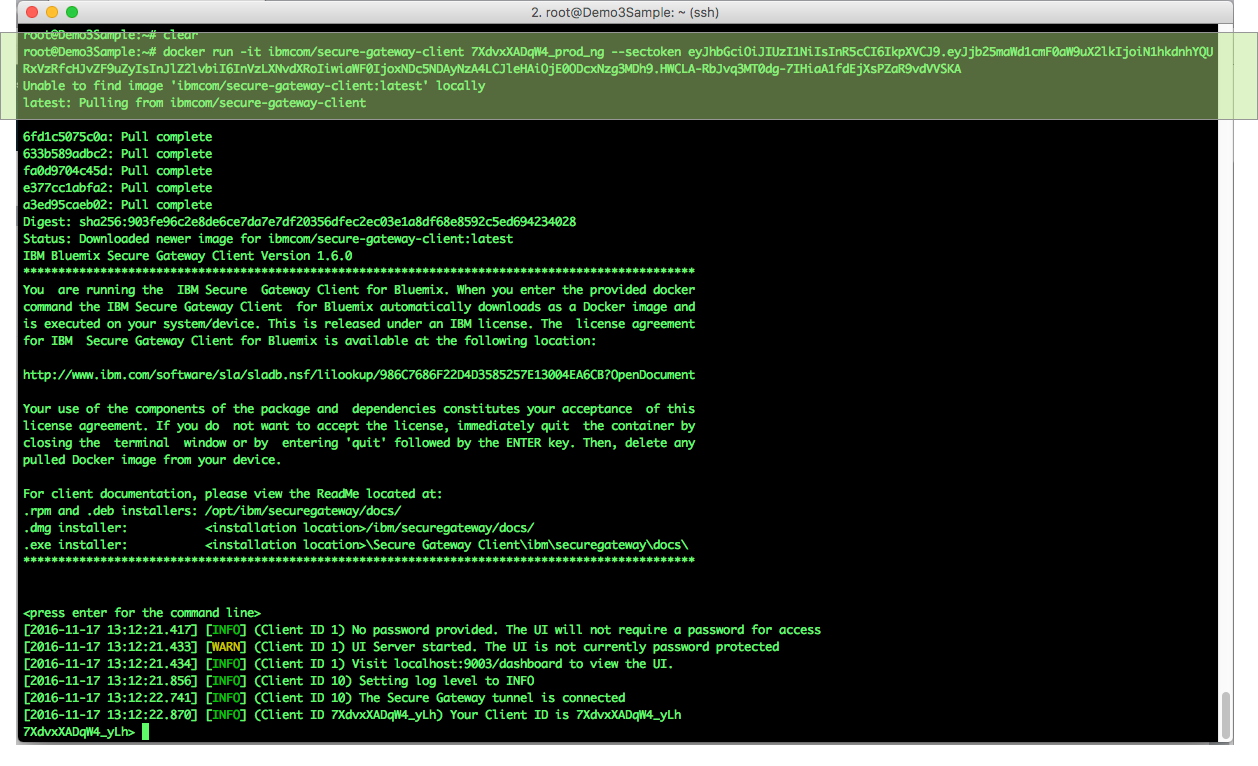 2. root@Demo3Sample: ~ (ssh)
root@Demo3Sample:~# clear
root@Demo3Sample:~# docker run -it ibmcom/secure-gateway-client 7XdvxXADqW4_prod_ng --sectoken eyJhbGciOiJIUzI1NiIsInR5cCI6IkpXVCJ9.eyJjb25maWd1cmF0aW9uX2lkIjoiN1hkdnhYQU
RxVzRfcHJvZF9uZyIsInJlZ2lvbiI6InVzLXNvdXRoIiwiaWF0IjoxNDc5NDAyNzA4LCJleHAiOjE0ODcxNzg3MDh9.HWCLA-RbJvq3MT0dg-7IHiaA1fdEjXsPZaR9vdVVSKA
Unable to find image 'ibmcom/secure-gateway-client:latest' locally
latest: Pulling from ibmcom/secure-gateway-client
6fd1c5075c0a: Pull complete
633b589adbc2: Pull complete
fa0d9704c45d: Pull complete
e377cc1abfa2: Pull complete
a3ed95caeb02: Pull complete
Digest: sha256:903fe96c2e8de6ce7da7e7df20356dfec2ec03e1a8df68e8592c5ed694234028
Status: Downloaded newer image for ibmcom/secure-gateway-client:latest
IBM Bluemix Secure Gateway Client Version 1.6.0
************************************************************************************************
You  are running the  IBM Secure  Gateway Client for Bluemix. When you enter the provided docker
command the IBM Secure Gateway Client  for Bluemix automatically downloads as a Docker image and
is executed on your system/device. This is released under an IBM license. The  license agreement
for IBM  Secure Gateway Client for Bluemix is available at the following location:
http://www.ibm.com/software/sla/sladb.nsf/lilookup/986C7686F22D4D3585257E13004EA6CB?OpenDocument
Your use of the components of the package and  dependencies constitutes your acceptance  of this
license agreement. If you do  not want to accept the license, immediately quit  the container by
closing the  terminal  window or by  entering 'quit' followed by the ENTER key. Then, delete any
pulled Docker image from your device.
For client documentation, please view the ReadMe located at:
.rpm and .deb installers: /opt/ibm/securegateway/docs/
.dmg installer:           <installation location>/ibm/securegateway/docs/
.exe installer:           <installation location>\Secure Gateway Client\ibm\securegateway\docs\
************************************************************************************************
<press enter for the command line>
[2016-11-17 13:12:21.417] [INFO] (Client ID 1) No password provided. The UI will not require a password for access
[2016-11-17 13:12:21.433] [WARN] (Client ID 1) UI Server started. The UI is not currently password protected
[2016-11-17 13:12:21.434] [INFO] (Client ID 1) Visit localhost:9003/dashboard to view the UI.
[2016-11-17 13:12:21.856] [INFO] (Client ID 10) Setting log level to INFO
[2016-11-17 13:12:22.741] [INFO] (Client ID 10) The Secure Gateway tunnel is connected
[2016-11-17 13:12:22.870] [INFO] (Client ID 7XdvxXADqW4_yLh) Your Client ID is 7XdvxXADqW4_yLh
7XdvxXADqW4_yLh>